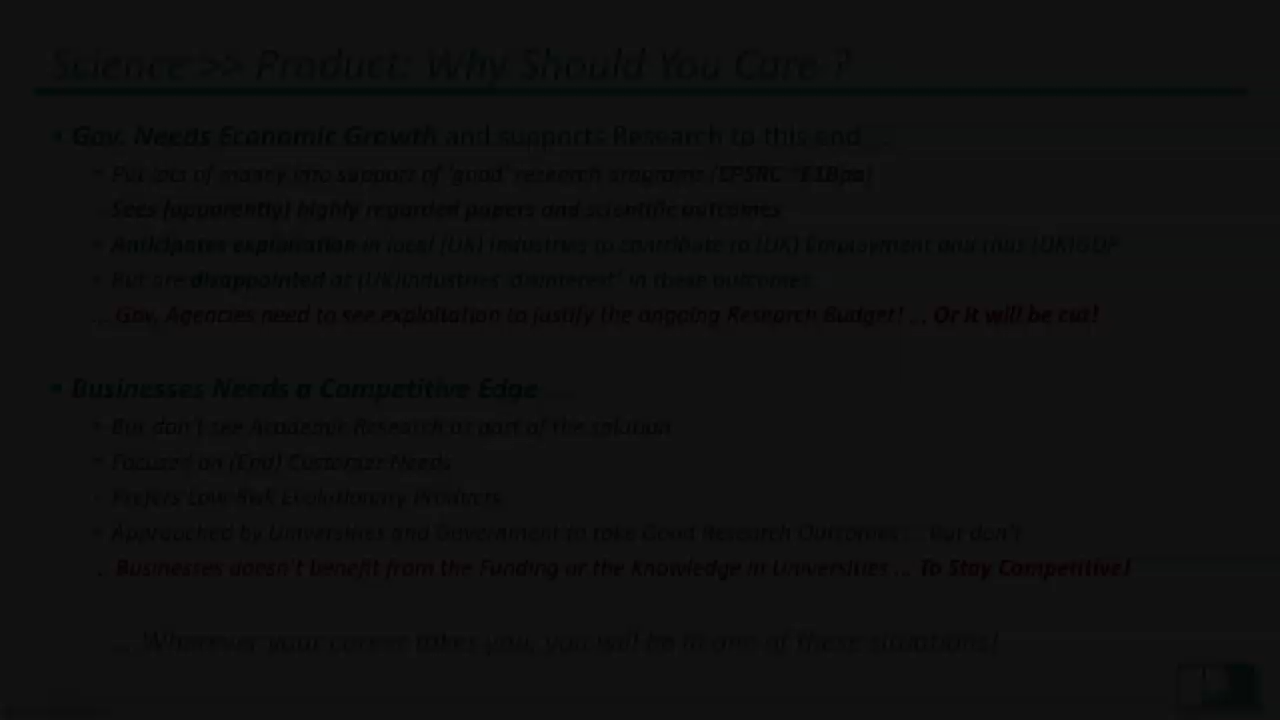 Science >> Product: Why Should You Care ?
• Gov. Needs Economic Growth and supports Research to this end ...
– Put lots of money into support of 'good' research programs (EPSRC ~£1Bpa)
– Sees (apparently) highly regarded papers and scientific outcomes
– Anticipates exploitation in local (UK) industries to contribute to (UK) Employment and thus (UK)GDP
– But are disappointed at (UK)Industries 'disinterest' in these outcomes
... Gov. Agencies need to see exploitation to justify the ongoing Research Budget! ... Or it will be cut!
• Businesses Needs a Competitive Edge ...
– But don't see Academic Research as part of the solution
– Focused on (End) Customer Needs
– Prefers Low Risk Evolutionary Products
– Approached by Universities and Government to take Good Research Outcomes ... But don't
... Businesses doesn't benefit from the Funding or the Knowledge in Universities ... To Stay Competitive!
... Wherever your career takes you, you will be in one of these situations!